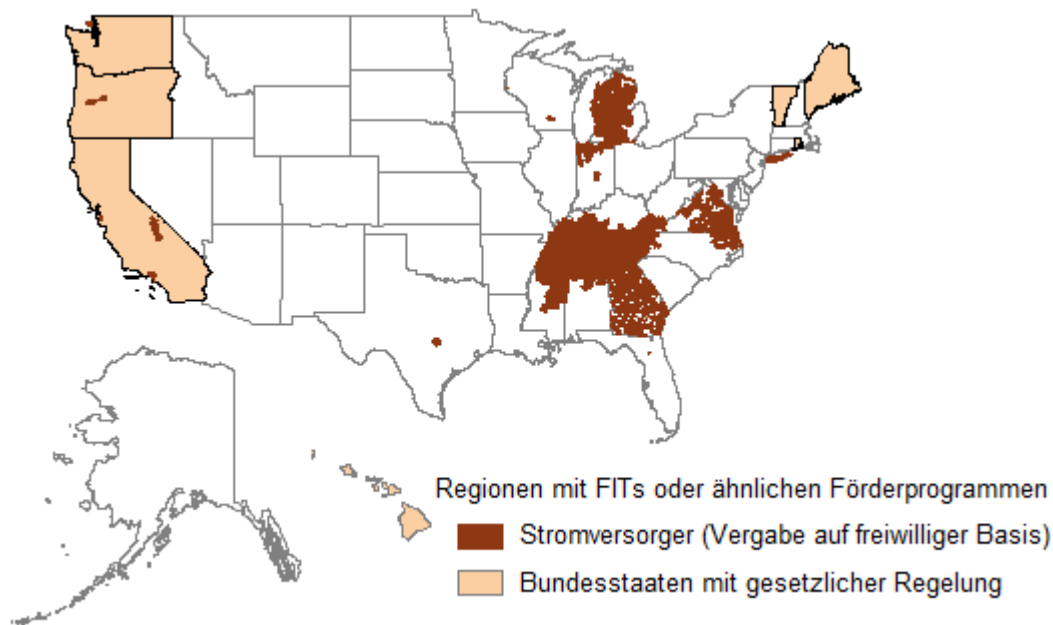 Regionen mit FITs oder ähnlichen Förderprogrammen
Stromversorger (Vergabe auf freiwilliger Basis)
Bundesstaaten mit gesetzlicher Regelung